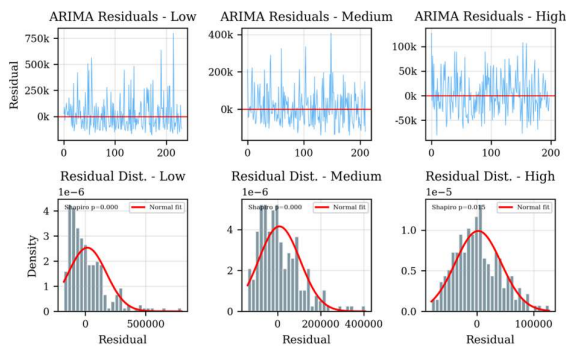 ARIMA Residuals - Low
ARIMA Residuals - Medium
ARIMA Residuals - High
Residual
750k
500k
250k
0k
0
100
200
400k
200k
0k
0
100
200
100k
50k
0k
-50k
0
100
200
Residual Dist. - Low
Residual Dist. - Medium
Residual Dist. - High
1e-6
Shapiro p=0.000
Normal fit
Density
4
3
2
1
0
0
500000
Residual
1e-6
Shapiro p=0.000
Normal fit
4
2
0
0
200000
400000
Residual
1e-5
Shapiro p=0.015
Normal fit
1.0
0.5
0.0
0
100000
Residual